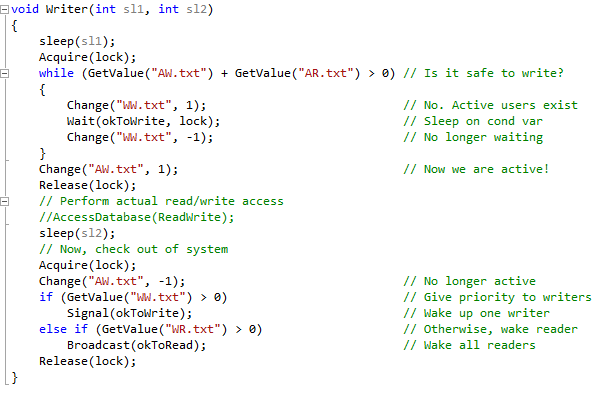 void Writer(int sl1, int sl2)
{
    sleep(sl1);
    Acquire(lock);
    while (GetValue("AW.txt") + GetValue("AR.txt") > 0) // Is it safe to write?
    {
        Change("WW.txt", 1);                            // No. Active users exist
        Wait(okToWrite, lock);                          // Sleep on cond var
        Change("WW.txt", -1);                           // No longer waiting
    }
    Change("AW.txt", 1);                                // Now we are active!
    Release(lock);
    // Perform actual read/write access
    //AccessDatabase(ReadWrite);
    sleep(sl2);
    // Now, check out of system
    Acquire(lock);
    Change("AW.txt", -1);                               // No longer active
    if (GetValue("WW.txt") > 0)                         // Give priority to writers
        Signal(okToWrite);                              // Wake up one writer
    else if (GetValue("WR.txt") > 0)                    // Otherwise, wake reader
        Broadcast(okToRead);                            // Wake all readers
    Release(lock);
}